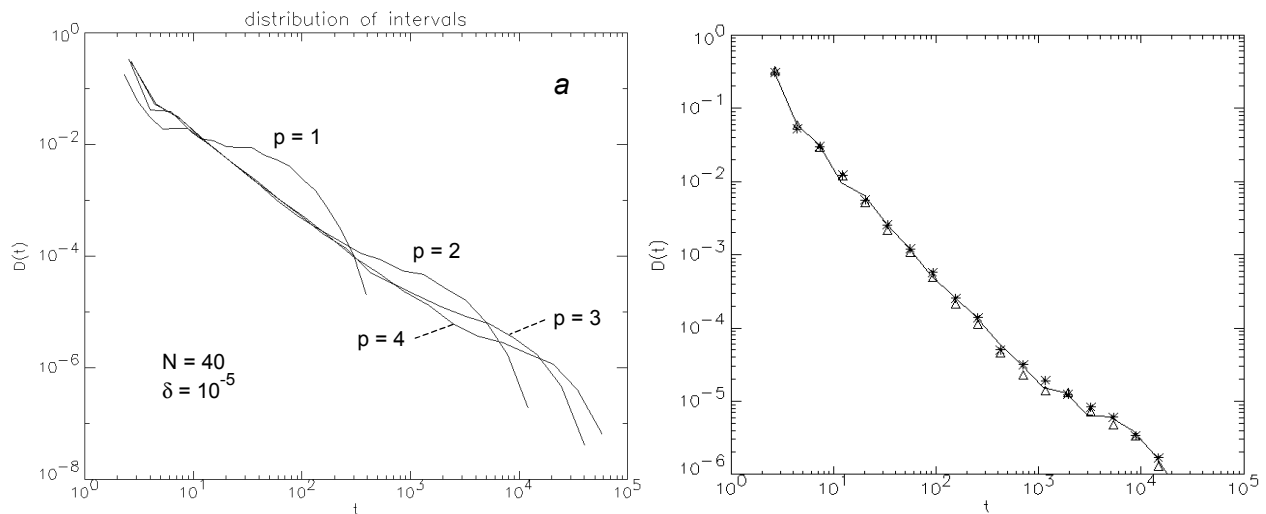 distribution of intervals
D(t)
10⁰
10⁻²
10⁻⁴
10⁻⁶
10⁻⁸
a
p = 1
p = 2
p = 3
p = 4
N = 40
δ = 10⁻⁵
10⁰ 10¹ 10² 10³ 10⁴ 10⁵
t
D(t)
10⁰
10⁻¹
10⁻²
10⁻³
10⁻⁴
10⁻⁵
10⁻⁶
10⁰ 10¹ 10² 10³ 10⁴ 10⁵
t